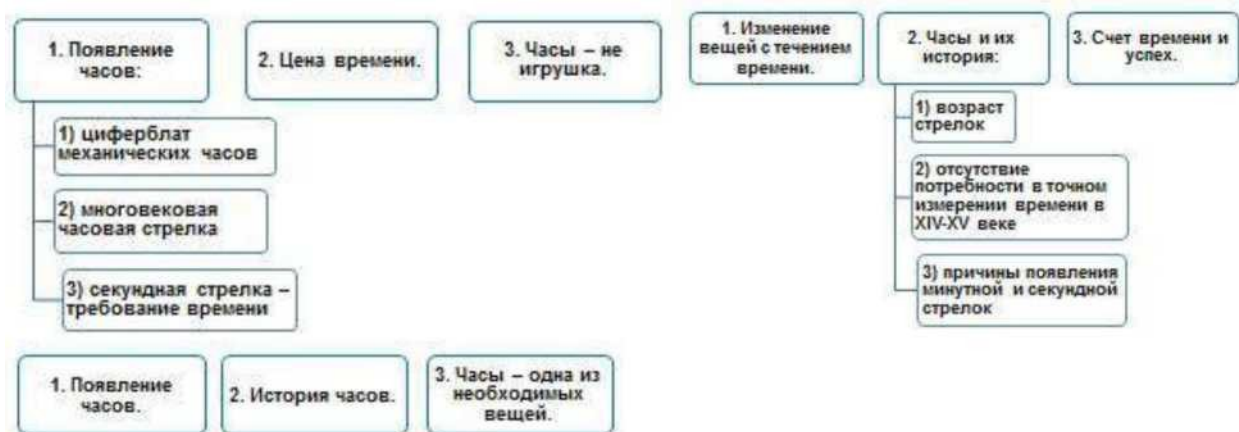 1. Появление
часов:
2. Цена времени.
3. Часы – не
игрушка.
1) циферблат
механических часов
2) многовековая
часовая стрелка
3) секундная стрелка –
требование времени
1. Изменение
вещей с течением
времени.
2. Часы и их
история:
3. Счет времени и
успех.
1) возраст
стрелок
2) отсутствие
потребности в точном
измерении времени в
XIV-XV веке
3) причины появления
минутной и секундной
стрелок
1. Появление
часов.
2. История часов.
3. Часы – одна из
необходимых
вещей.